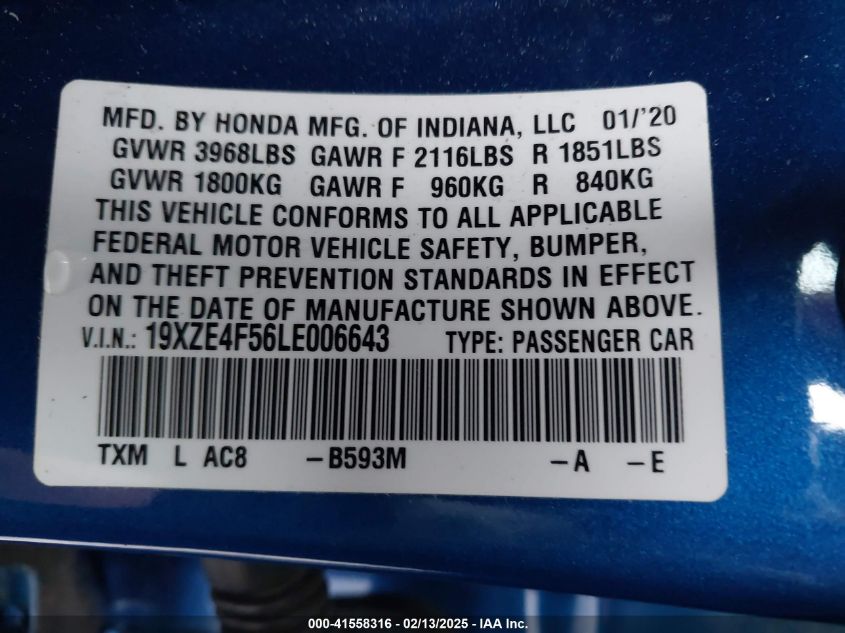 MFD. BY HONDA MFG. OF INDIANA, LLC 01/'20
GVWR 3968LBS GAWR F 2116LBS R 1851LBS
GVWR 1800KG GAWR F 960KG R 840KG
THIS VEHICLE CONFORMS TO ALL APPLICABLE
FEDERAL MOTOR VEHICLE SAFETY, BUMPER,
AND THEFT PREVENTION STANDARDS IN EFFECT
ON THE DATE OF MANUFACTURE SHOWN ABOVE.
V.I.N.: 19XZE4F56LE006643 TYPE: PASSENGER CAR
TXM L AC8 -B593M -A -E
000-41558316 - 02/13/2025 - IAA Inc.